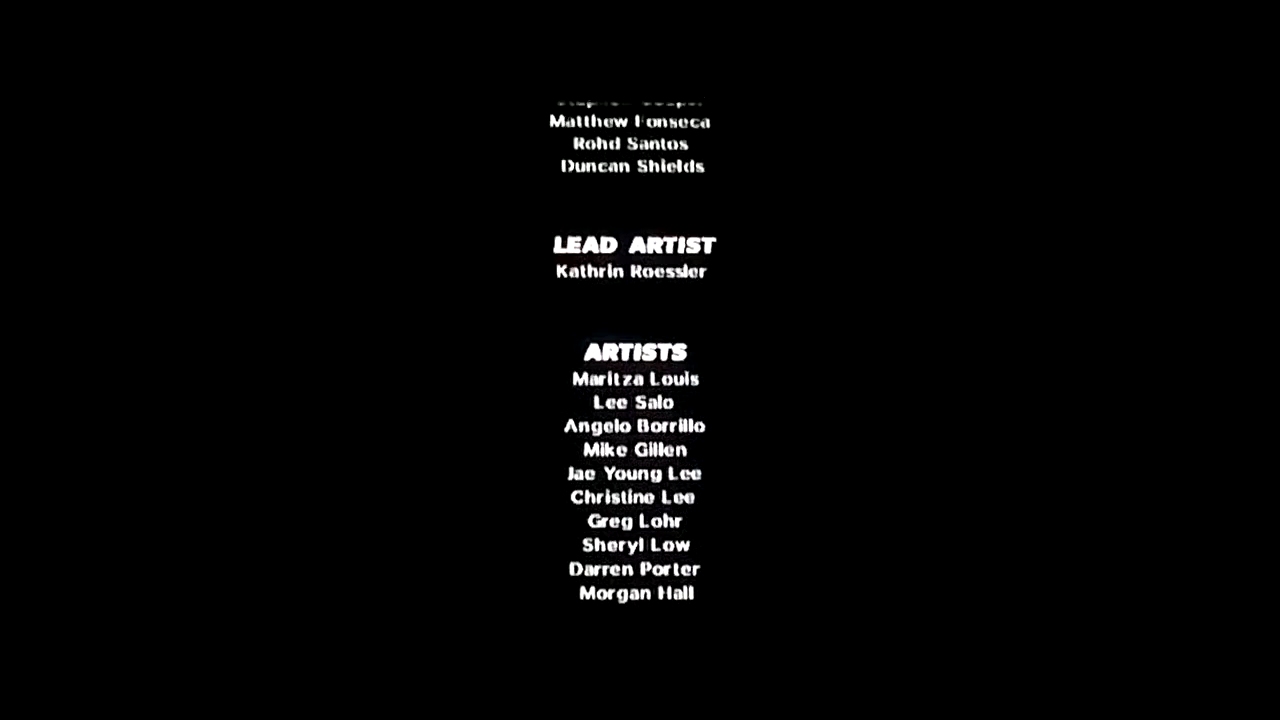 Matthew Fonseca
Rohd Santos
Duncan Shields
LEAD ARTIST
Kathrin Roessler
ARTISTS
Maritza Louis
Lee Salo
Angelo Borrillo
Mike Gillen
Jae Young Lee
Christine Lee
Greg Lohr
Sheryl Low
Darren Porter
Morgan Hall